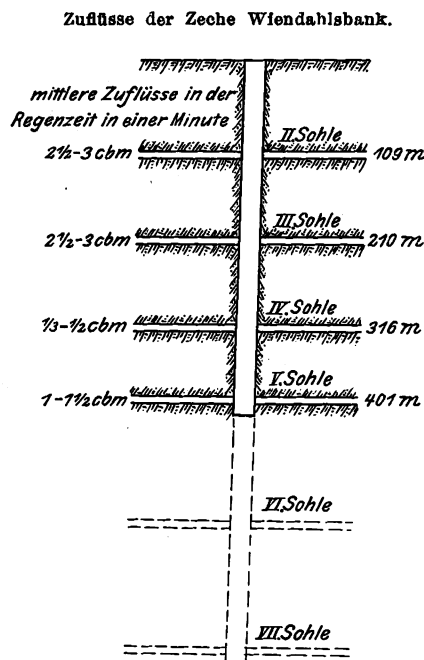 Zuflüsse der Zeche Wiendahlsbank.
mittlere Zuflüsse in der
Regenzeit in einer Minute
II.Sohle
2½-3 cbm
109 m
III.Sohle
2½-3 cbm
210 m
IV.Sohle
⅓-½ cbm
316 m
V.Sohle
1-1½ cbm
401 m
VI.Sohle
VII.Sohle